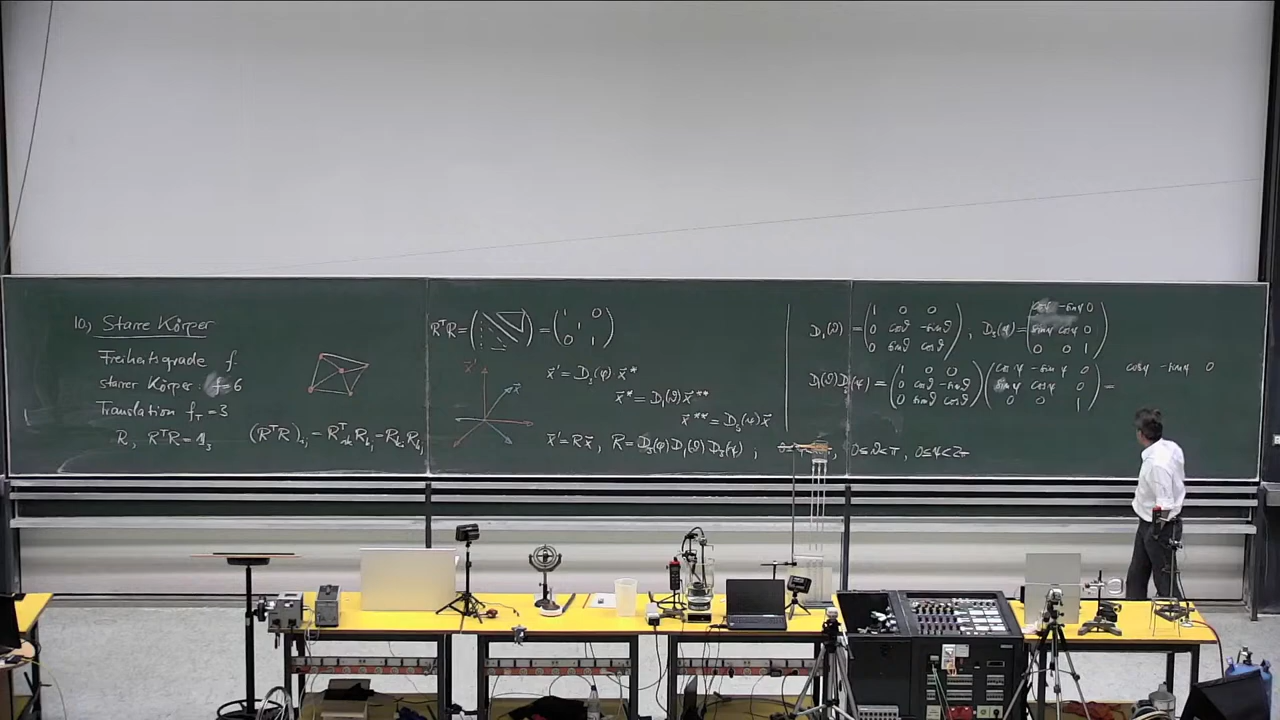 10) Starre Körper
Freiheitsgrade f
starrer Körper: f=6
Translation f_T = 3
R, R^T R = 1_3
(R^T R)_ij = R^T_ik R_kj = R_ki R_kj
R^T R = ( ) = ( 1 0
1
0 1 )
x⃗' = D_3(φ) x⃗*
x⃗* = D_1(ϑ) x⃗**
x⃗** = D_3(ψ) x⃗
x⃗' = R x⃗, R = D_3(φ) D_1(ϑ) D_3(ψ),
0 ≤ ϑ < π, 0 ≤ ψ < 2π
x⃗'
x⃗
D_1(ϑ) = ( 1 0 0
0 cosϑ -sinϑ
0 sinϑ cosϑ ), D_3(ψ) = ( cosψ -sinψ 0
sinψ cosψ 0
0 0 1 )
D_1(ϑ) D_3(ψ) = ( 1 0 0
0 cosϑ -sinϑ
0 sinϑ cosϑ ) ( cosψ -sinψ 0
sinψ cosψ 0
0 0 1 ) =
cosψ -sinψ 0